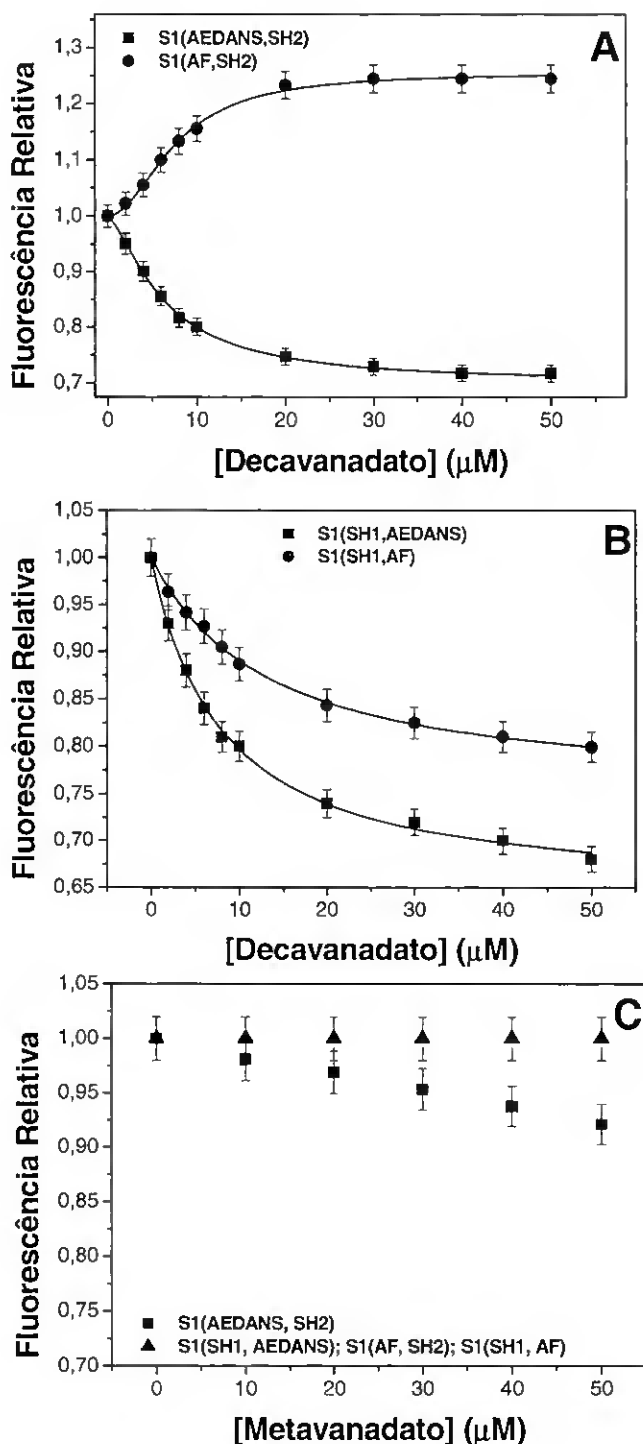 A
S1(AEDANS,SH2)
S1(AF,SH2)
Fluorescência Relativa
1,3
1,2
1,1
1,0
0,9
0,8
0,7
0 10 20 30 40 50
[Decavanadato] (µM)
B
S1(SH1,AEDANS)
S1(SH1,AF)
Fluorescência Relativa
1,05
1,00
0,95
0,90
0,85
0,80
0,75
0,70
0,65
0 10 20 30 40 50
[Decavanadato] (µM)
C
Fluorescência Relativa
1,05
1,00
0,95
0,90
0,85
0,80
0,75
0,70
S1(AEDANS, SH2)
S1(SH1, AEDANS); S1(AF, SH2); S1(SH1, AF)
0 10 20 30 40 50
[Metavanadato] (µM)